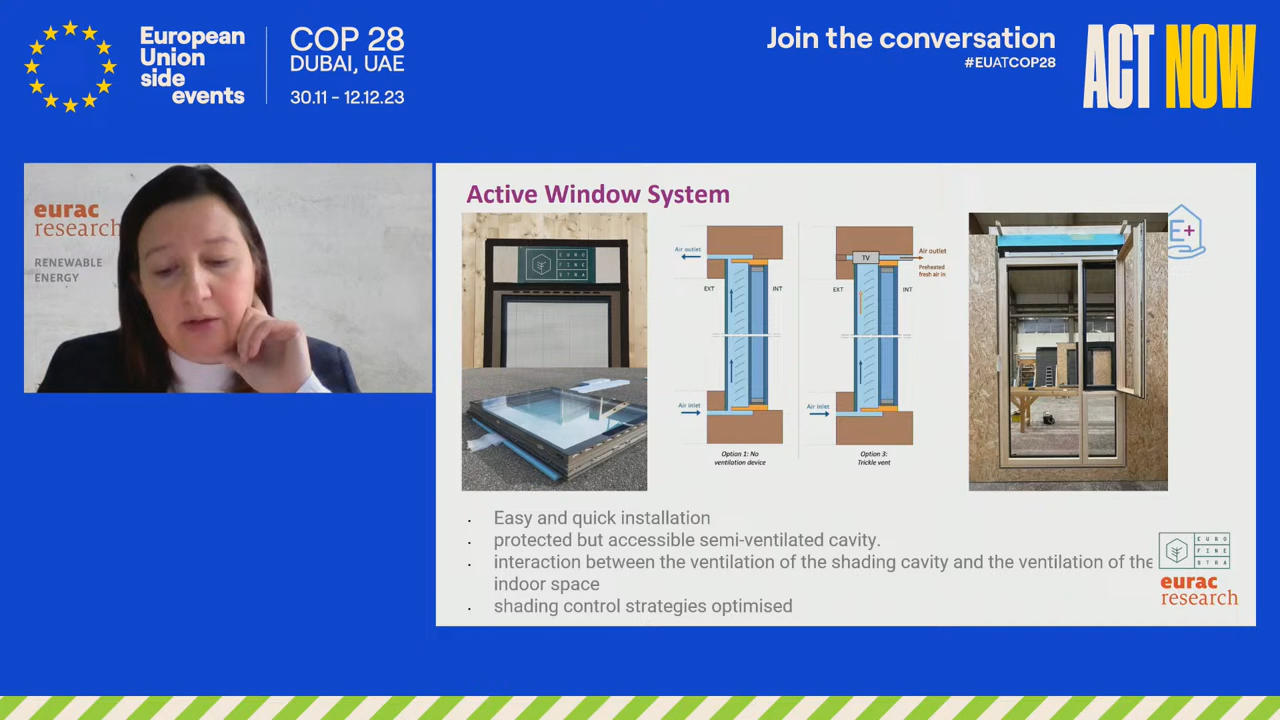 European
Union
side
events
COP 28
DUBAI, UAE
30.11 – 12.12.23
Join the conversation
#EUATCOP28
ACT NOW
eurac
research
RENEWABLE
ENERGY
Active Window System
EURO
FINE
STRA
Air outlet
EXT
INT
Air inlet
Option 1: No
ventilation device
TV
Air outlet
Preheated
fresh air in
EXT
INT
Air inlet
Option 3:
Trickle vent
E+
· Easy and quick installation
· protected but accessible semi-ventilated cavity.
· interaction between the ventilation of the shading cavity and the ventilation of the
indoor space
· shading control strategies optimised
EURO
FINE
STRA
eurac
research